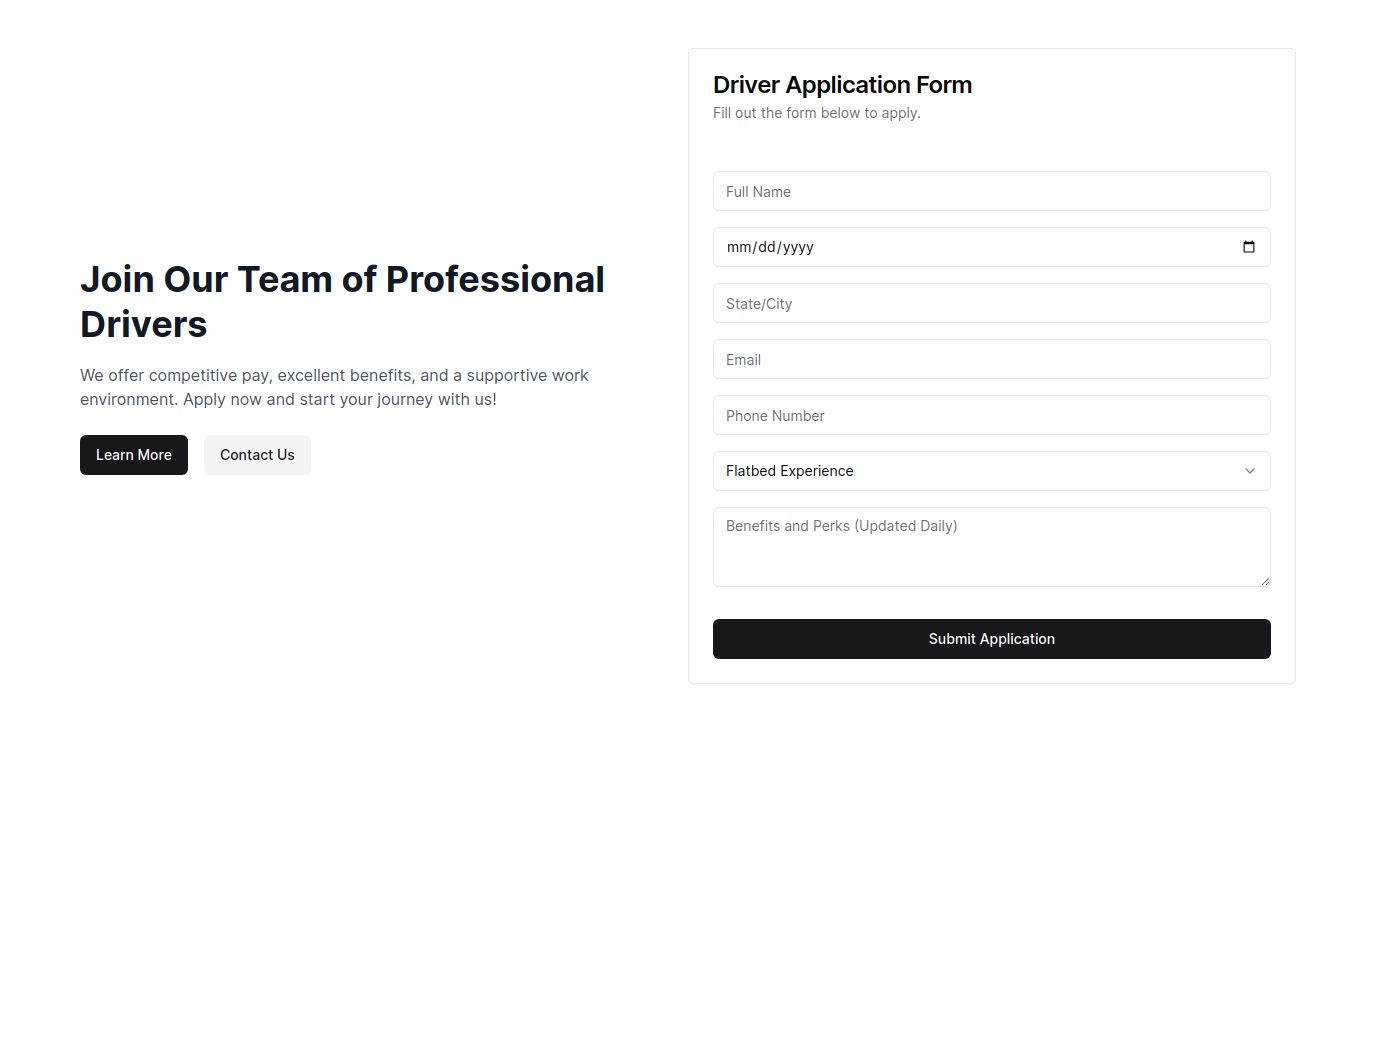 Join Our Team of Professional
Drivers
We offer competitive pay, excellent benefits, and a supportive work
environment. Apply now and start your journey with us!
Learn More
Contact Us
Driver Application Form
Fill out the form below to apply.
Full Name
mm/dd/yyyy
State/City
Email
Phone Number
Flatbed Experience
Benefits and Perks (Updated Daily)
Submit Application